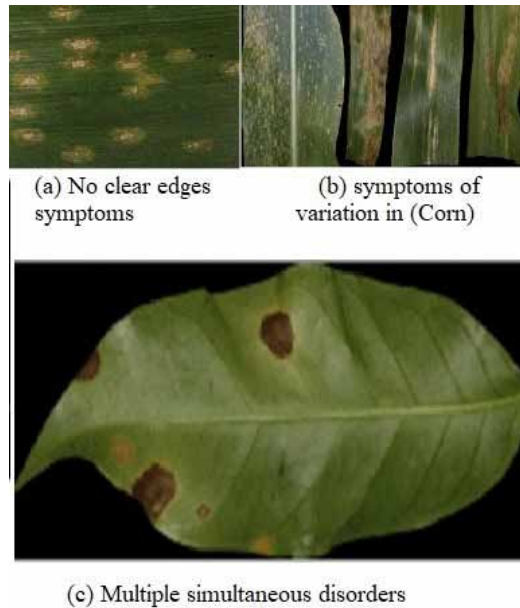 (a) No clear edges
symptoms
(b) symptoms of
variation in (Corn)
(c) Multiple simultaneous disorders